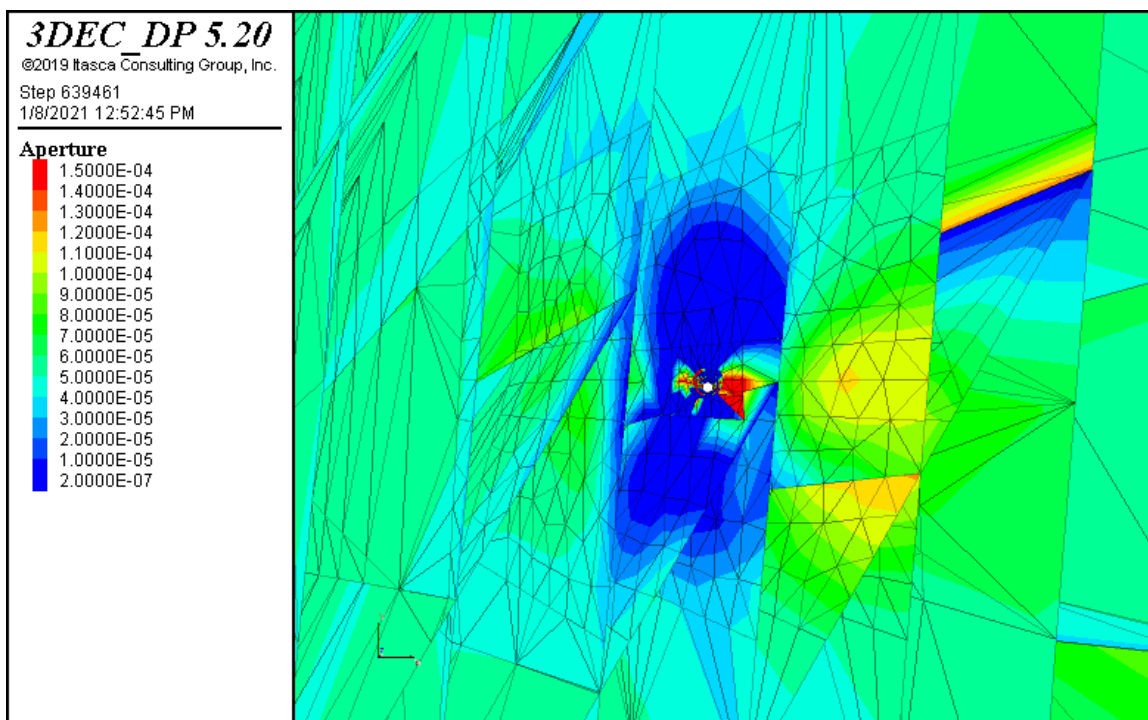 3DEC_DP 5.20
©2019 Itasca Consulting Group, Inc.
Step 639461
1/8/2021 12:52:45 PM
Aperture
1.5000E-04
1.4000E-04
1.3000E-04
1.2000E-04
1.1000E-04
1.0000E-04
9.0000E-05
8.0000E-05
7.0000E-05
6.0000E-05
5.0000E-05
4.0000E-05
3.0000E-05
2.0000E-05
1.0000E-05
2.0000E-07